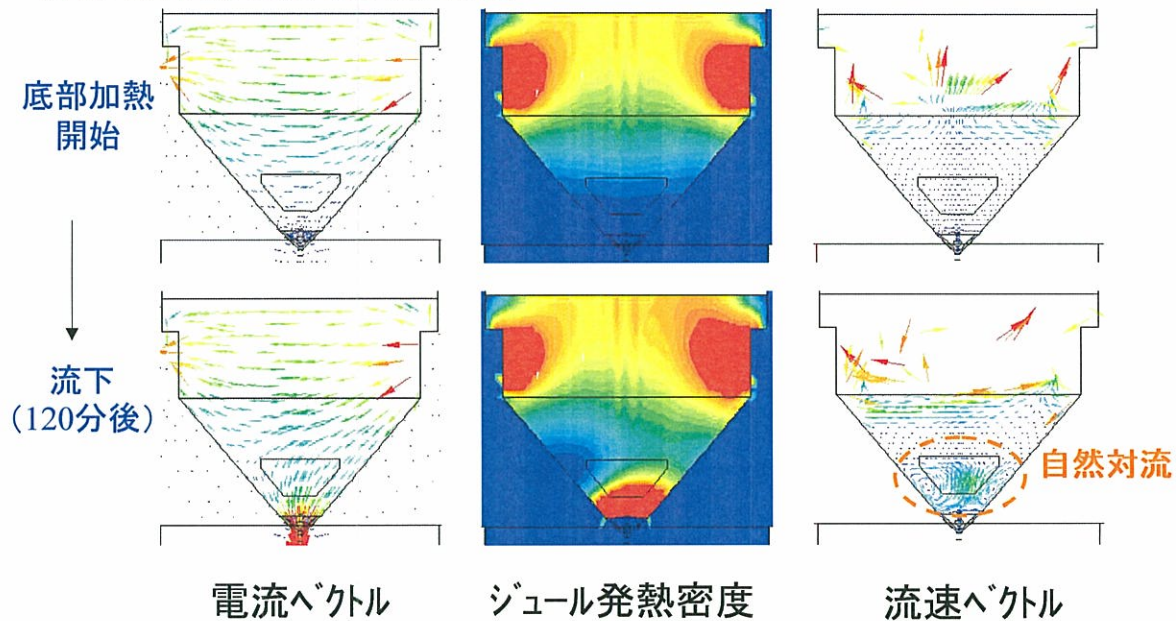 底部加熱
開始
流下
(120分後)
自然対流
電流ベクトル
ジュール発熱密度
流速ベクトル